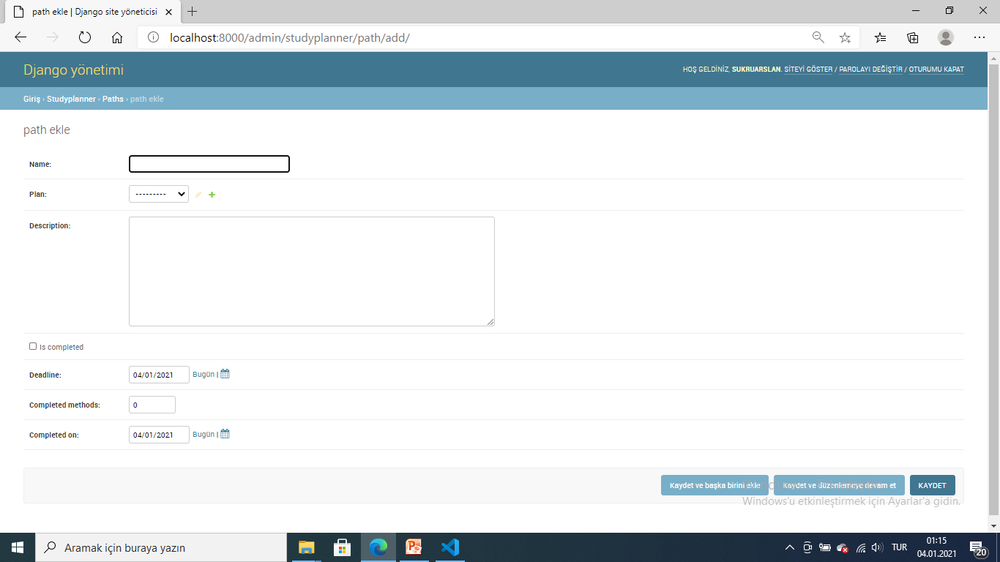 path ekle | Django site yöneticisi
localhost:8000/admin/studyplanner/path/add/
Django yönetimi
HOŞ GELDİNİZ, SUKRUARSLAN. SİTEYİ GÖSTER / PAROLAYI DEĞİŞTİR / OTURUMU KAPAT
Giriş › Studyplanner › Paths › path ekle
path ekle
Name:
Plan: ---------
Description:
Is completed
Deadline: 04/01/2021 Bugün |
Completed methods: 0
Completed on: 04/01/2021 Bugün |
Kaydet ve başka birini ekle Kaydet ve düzenlemeye devam et KAYDET
Windows'u etkinleştirmek için Ayarlar'a gidin.
Aramak için buraya yazın
TUR
01:15
04.01.2021
20